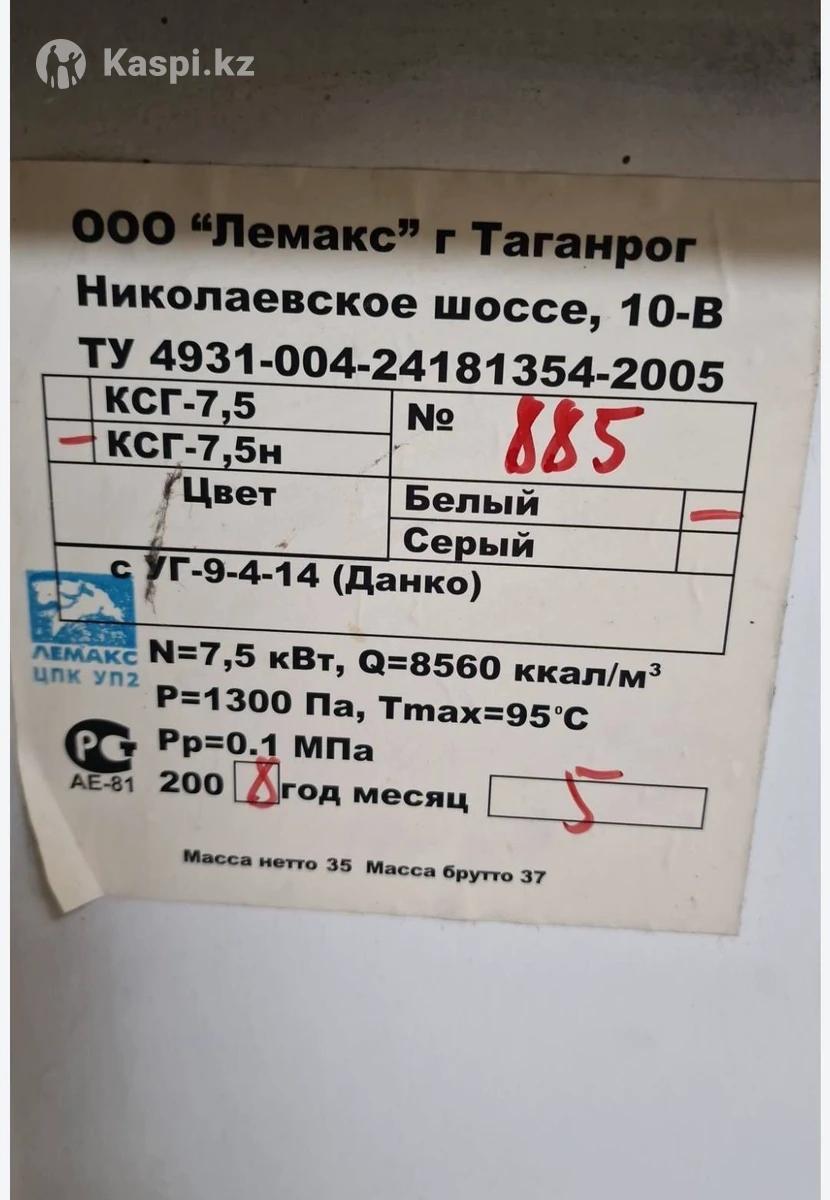 Kaspi.kz
ООО “Лемакс” г Таганрог
Николаевское шоссе, 10-В
ТУ 4931-004-24181354-2005
КСГ-7,5
№ 885
КСГ-7,5н
Цвет
Белый
Серый
с УГ-9-4-14 (Данко)
ЛЕМАКС
ЦПК УП2
N=7,5 кВт, Q=8560 ккал/м³
P=1300 Па, Tmax=95°C
Pp=0.1 МПа
РСТ
АЕ-81
2008 год месяц 5
Масса нетто 35 Масса брутто 37